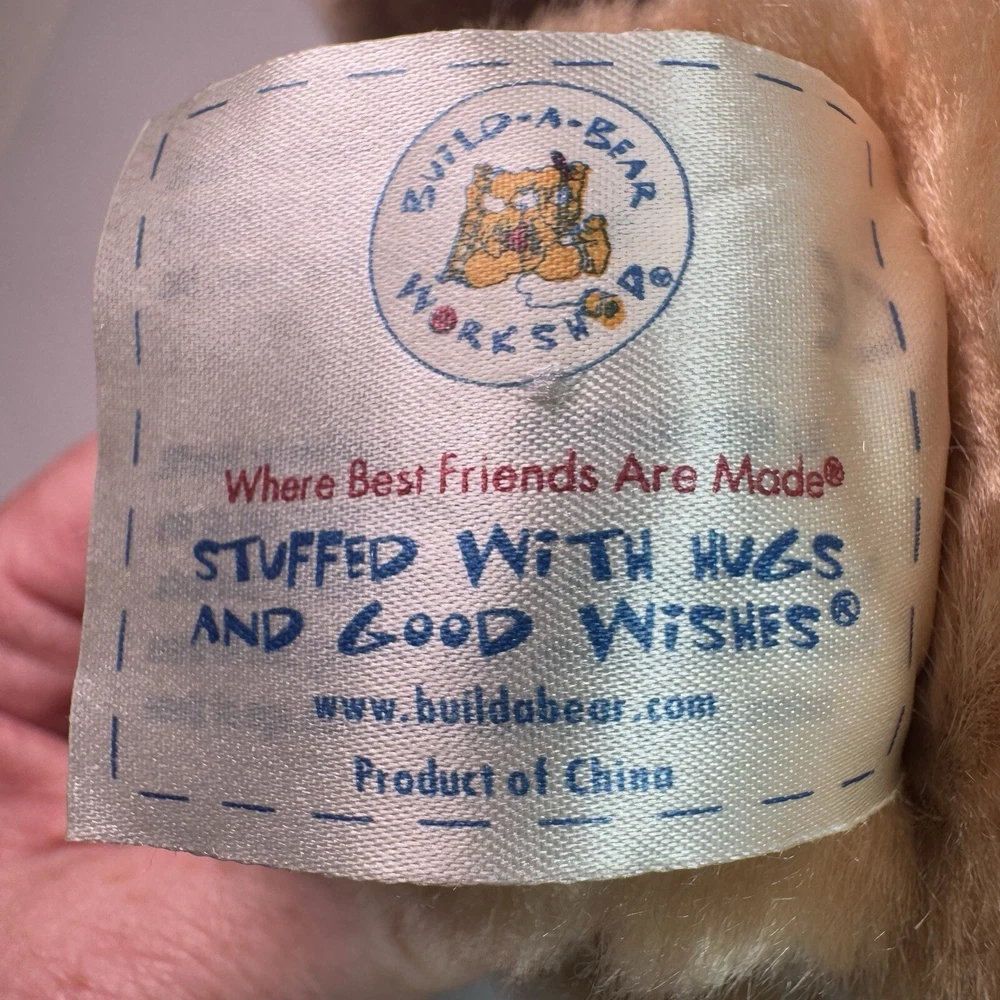 BUILD-A-BEAR
WORKSHOP®
Where Best Friends Are Made®
STUFFED WiTH HUGS
AND GOOD WiSHES®
www.buildabear.com
Product of China